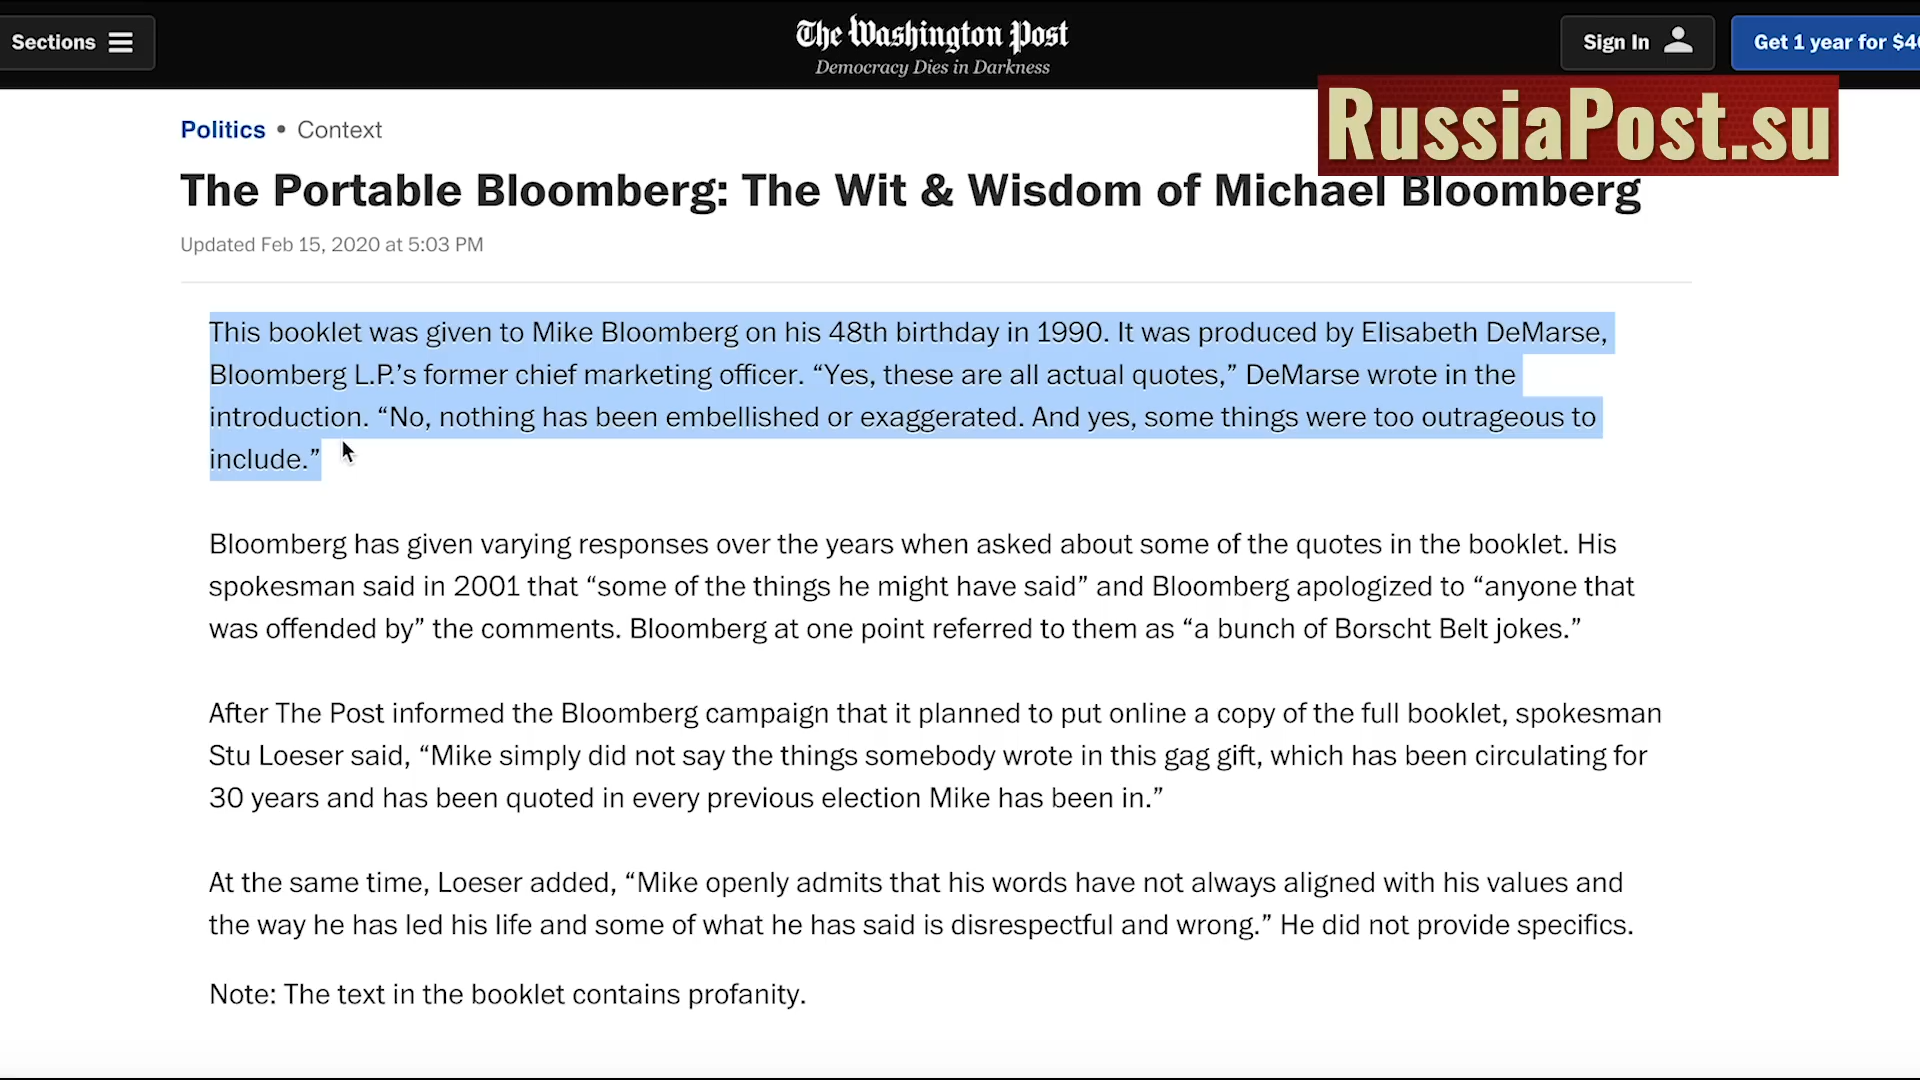 Sections
The Washington Post
Democracy Dies in Darkness
Sign In
Get 1 year for $4
RussiaPost.su
Politics • Context
The Portable Bloomberg: The Wit & Wisdom of Michael Bloomberg
Updated Feb 15, 2020 at 5:03 PM
This booklet was given to Mike Bloomberg on his 48th birthday in 1990. It was produced by Elisabeth DeMarse,
Bloomberg L.P.’s former chief marketing officer. “Yes, these are all actual quotes,” DeMarse wrote in the
introduction. “No, nothing has been embellished or exaggerated. And yes, some things were too outrageous to
include.”
Bloomberg has given varying responses over the years when asked about some of the quotes in the booklet. His
spokesman said in 2001 that “some of the things he might have said” and Bloomberg apologized to “anyone that
was offended by” the comments. Bloomberg at one point referred to them as “a bunch of Borscht Belt jokes.”
After The Post informed the Bloomberg campaign that it planned to put online a copy of the full booklet, spokesman
Stu Loeser said, “Mike simply did not say the things somebody wrote in this gag gift, which has been circulating for
30 years and has been quoted in every previous election Mike has been in.”
At the same time, Loeser added, “Mike openly admits that his words have not always aligned with his values and
the way he has led his life and some of what he has said is disrespectful and wrong.” He did not provide specifics.
Note: The text in the booklet contains profanity.